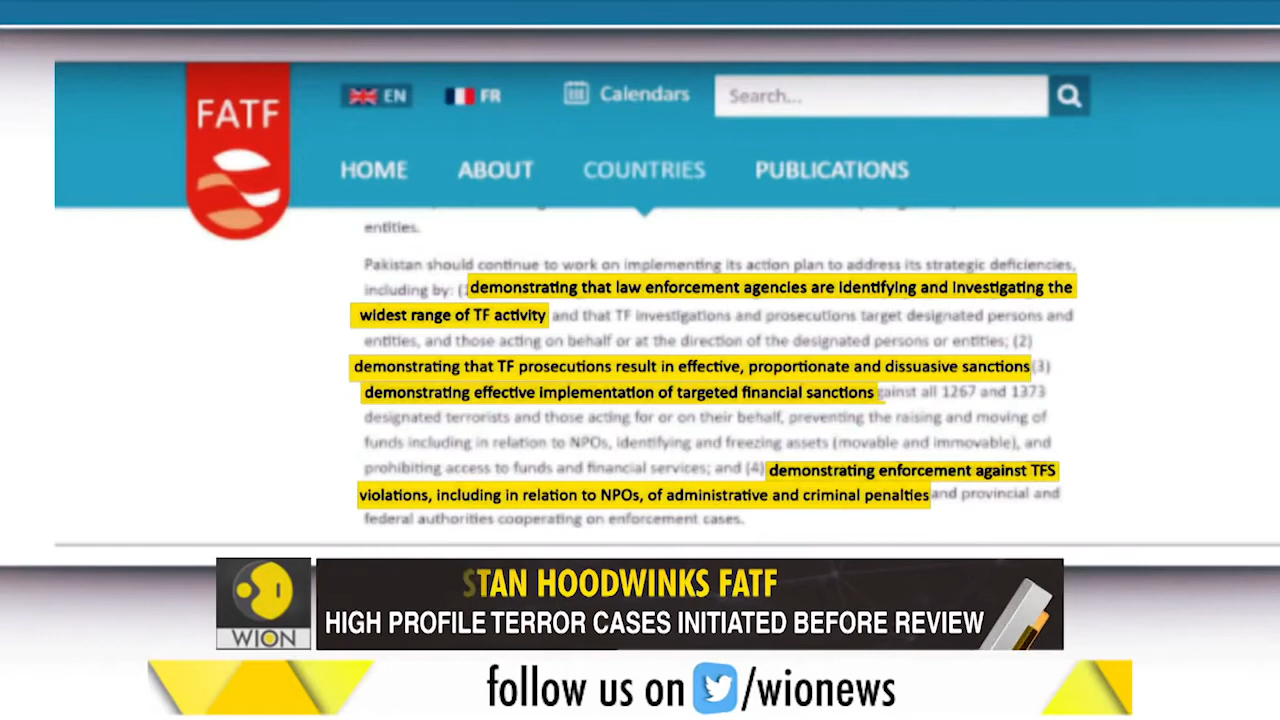 FATF
EN
FR
Calendars
Search...
HOME
ABOUT
COUNTRIES
PUBLICATIONS
entities.
Pakistan should continue to work on implementing its action plan to address its strategic deficiencies,
including by: (1 demonstrating that law enforcement agencies are identifying and investigating the
widest range of TF activity and that TF investigations and prosecutions target designated persons and
entities, and those acting on behalf or at the direction of the designated persons or entities; (2)
demonstrating that TF prosecutions result in effective, proportionate and dissuasive sanctions (3)
demonstrating effective implementation of targeted financial sanctions gainst all 1267 and 1373
designated terrorists and those acting for or on their behalf, preventing the raising and moving of
funds including in relation to NPOs, identifying and freezing assets (movable and immovable), and
prohibiting access to funds and financial services; and (4) demonstrating enforcement against TFS
violations, including in relation to NPOs, of administrative and criminal penalties and provincial and
federal authorities cooperating on enforcement cases.
WION
STAN HOODWINKS FATF
HIGH PROFILE TERROR CASES INITIATED BEFORE REVIEW
follow us on /wionews